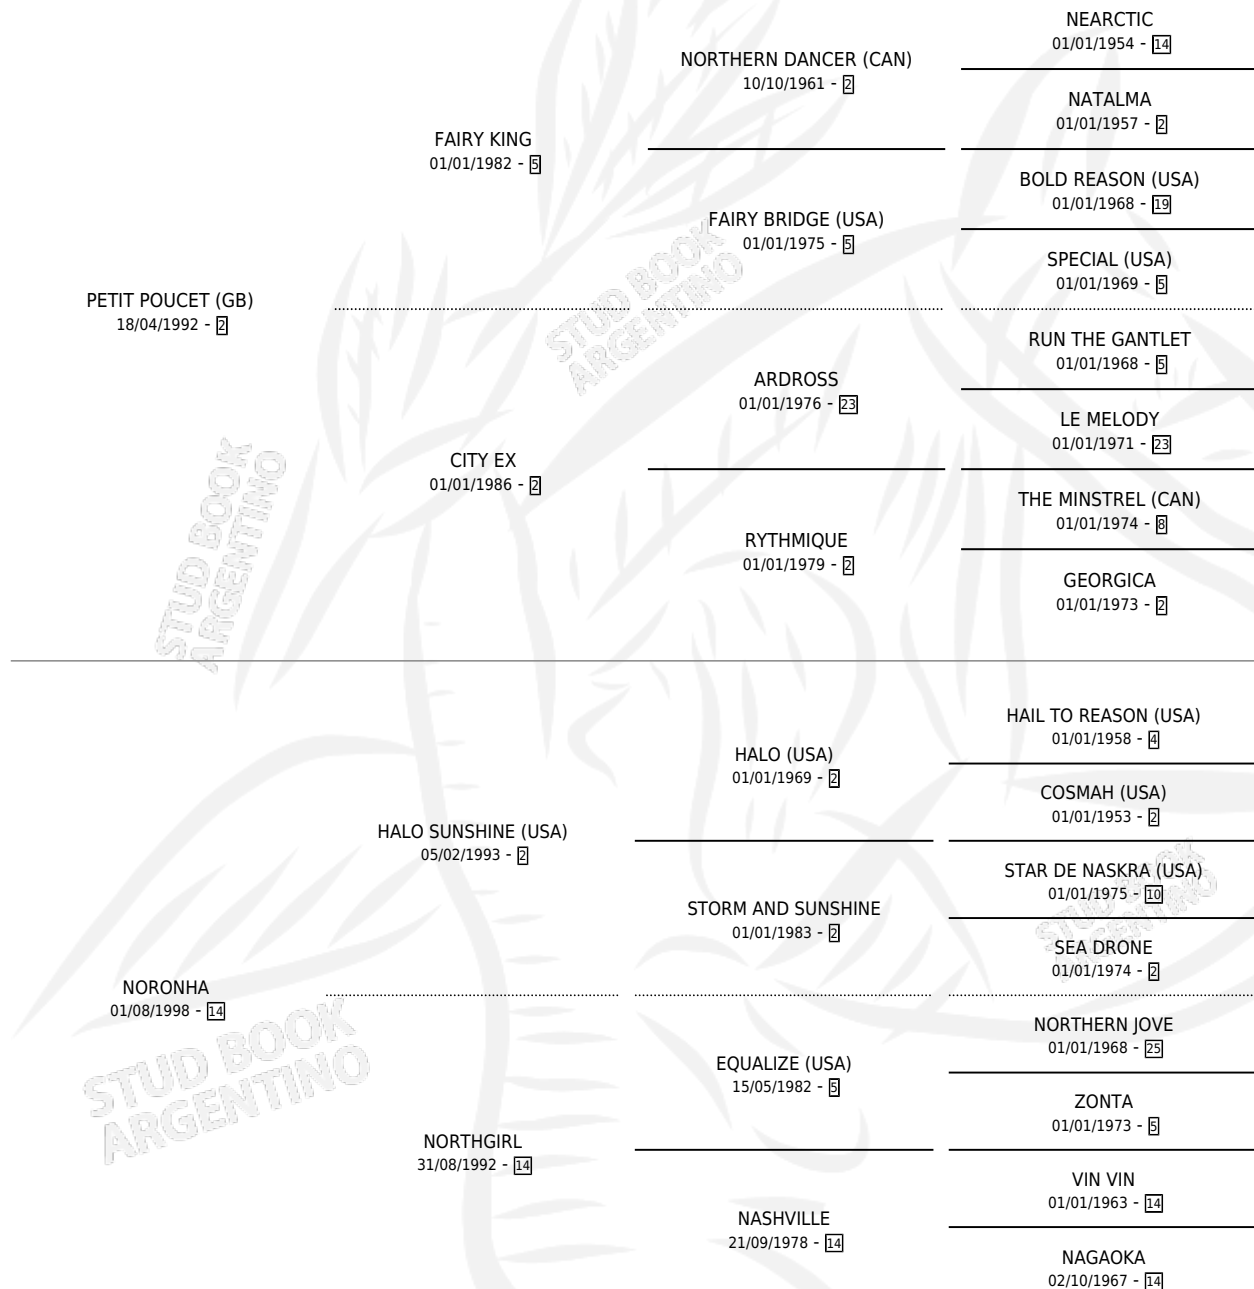 NEARCTIC
01/01/1954 - 14
NORTHERN DANCER (CAN)
10/10/1961 - 2
NATALMA
01/01/1957 - 2
FAIRY KING
01/01/1982 - 5
BOLD REASON (USA)
01/01/1968 - 19
FAIRY BRIDGE (USA)
01/01/1975 - 5
SPECIAL (USA)
01/01/1969 - 5
STUD BOOK
ARGENTINO
PETIT POUCET (GB)
18/04/1992 - 2
RUN THE GANTLET
01/01/1968 - 5
ARDROSS
01/01/1976 - 23
LE MELODY
01/01/1971 - 23
CITY EX
01/01/1986 - 2
THE MINSTREL (CAN)
01/01/1974 - 8
RYTHMIQUE
01/01/1979 - 2
GEORGICA
01/01/1973 - 2
STUD BOOK
ARGENTINO
HAIL TO REASON (USA)
01/01/1958 - 4
HALO (USA)
01/01/1969 - 2
COSMAH (USA)
01/01/1953 - 2
HALO SUNSHINE (USA)
05/02/1993 - 2
STAR DE NASKRA (USA)
01/01/1975 - 10
STORM AND SUNSHINE
01/01/1983 - 2
SEA DRONE
01/01/1974 - 2
STUD BOOK
ARGENTINO
NORONHA
01/08/1998 - 14
NORTHERN JOVE
01/01/1968 - 25
EQUALIZE (USA)
15/05/1982 - 5
ZONTA
01/01/1973 - 5
STUD BOOK
ARGENTINO
NORTHGIRL
31/08/1992 - 14
VIN VIN
01/01/1963 - 14
NASHVILLE
21/09/1978 - 14
NAGAOKA
02/10/1967 - 14